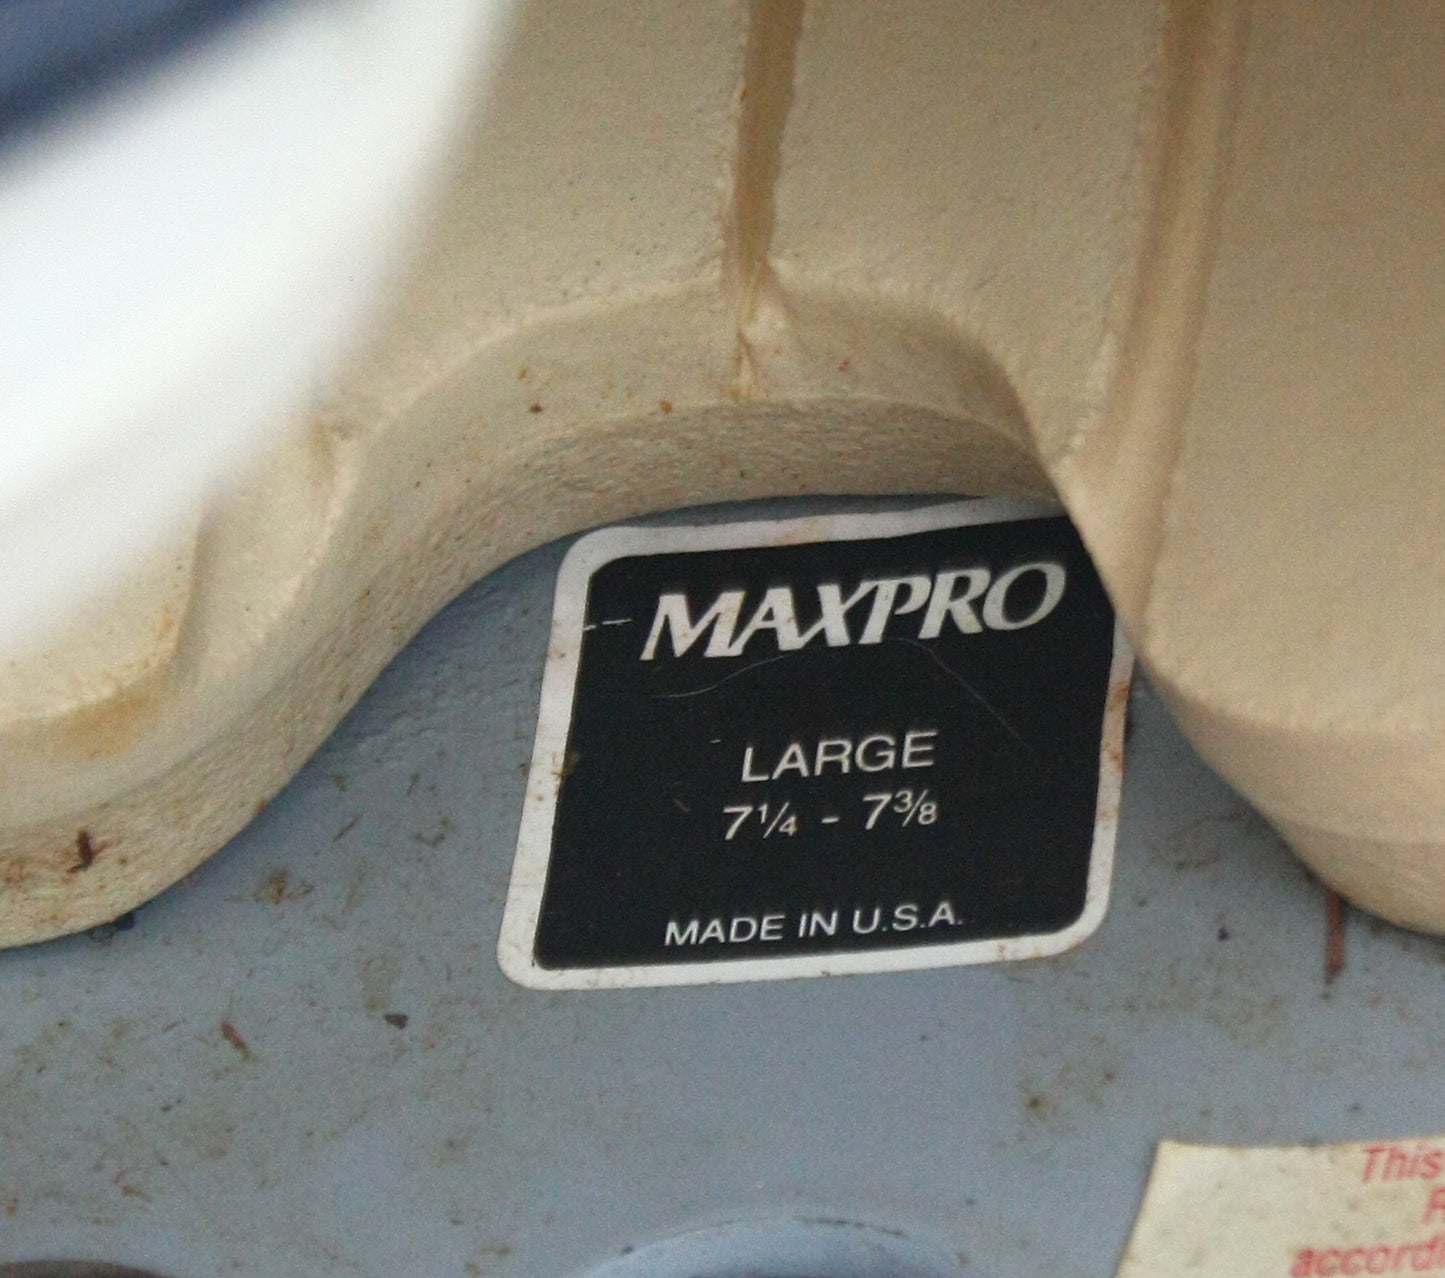 MAXPRO
LARGE
7¼ - 7⅜
MADE IN U.S.A.
This